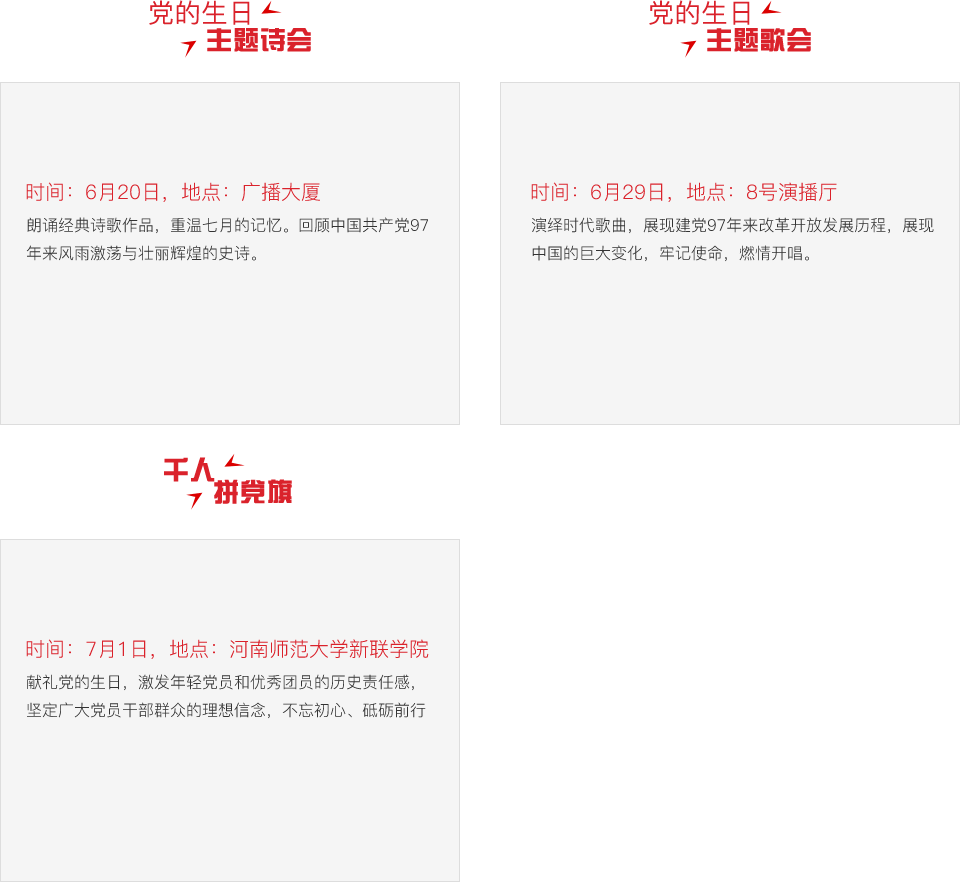 党的生日
主题诗会
时间：6月20日，地点：广播大厦
朗诵经典诗歌作品，重温七月的记忆。回顾中国共产党97
年来风雨激荡与壮丽辉煌的史诗。
党的生日
主题歌会
时间：6月29日，地点：8号演播厅
演绎时代歌曲，展现建党97年来改革开放发展历程，展现
中国的巨大变化，牢记使命，燃情开唱。
千人
拼党旗
时间：7月1日，地点：河南师范大学新联学院
献礼党的生日，激发年轻党员和优秀团员的历史责任感，
坚定广大党员干部群众的理想信念，不忘初心、砥砺前行